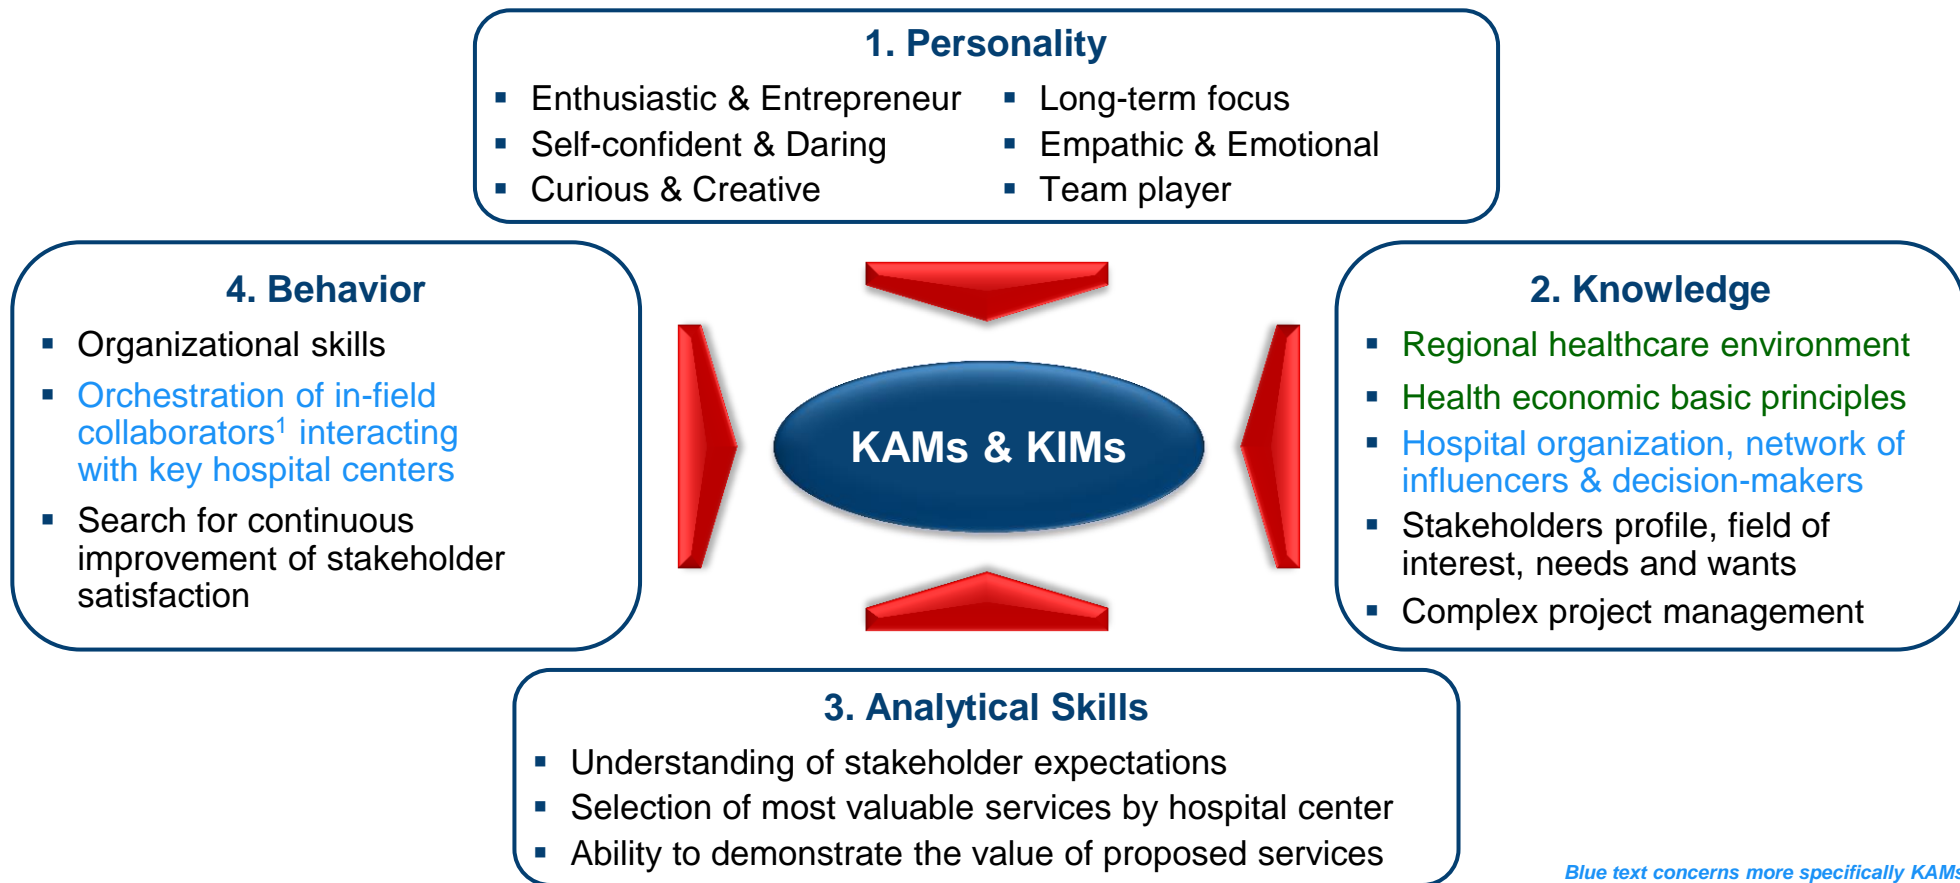 1. Personality
▪ Enthusiastic & Entrepreneur
▪ Self-confident & Daring
▪ Curious & Creative
▪ Long-term focus
▪ Empathic & Emotional
▪ Team player
4. Behavior
▪ Organizational skills
▪ Orchestration of in-field
collaborators¹ interacting
with key hospital centers
▪ Search for continuous
improvement of stakeholder
satisfaction
KAMs & KIMs
2. Knowledge
▪ Regional healthcare environment
▪ Health economic basic principles
▪ Hospital organization, network of
influencers & decision-makers
▪ Stakeholders profile, field of
interest, needs and wants
▪ Complex project management
3. Analytical Skills
▪ Understanding of stakeholder expectations
▪ Selection of most valuable services by hospital center
▪ Ability to demonstrate the value of proposed services
Blue text concerns more specifically KAMs